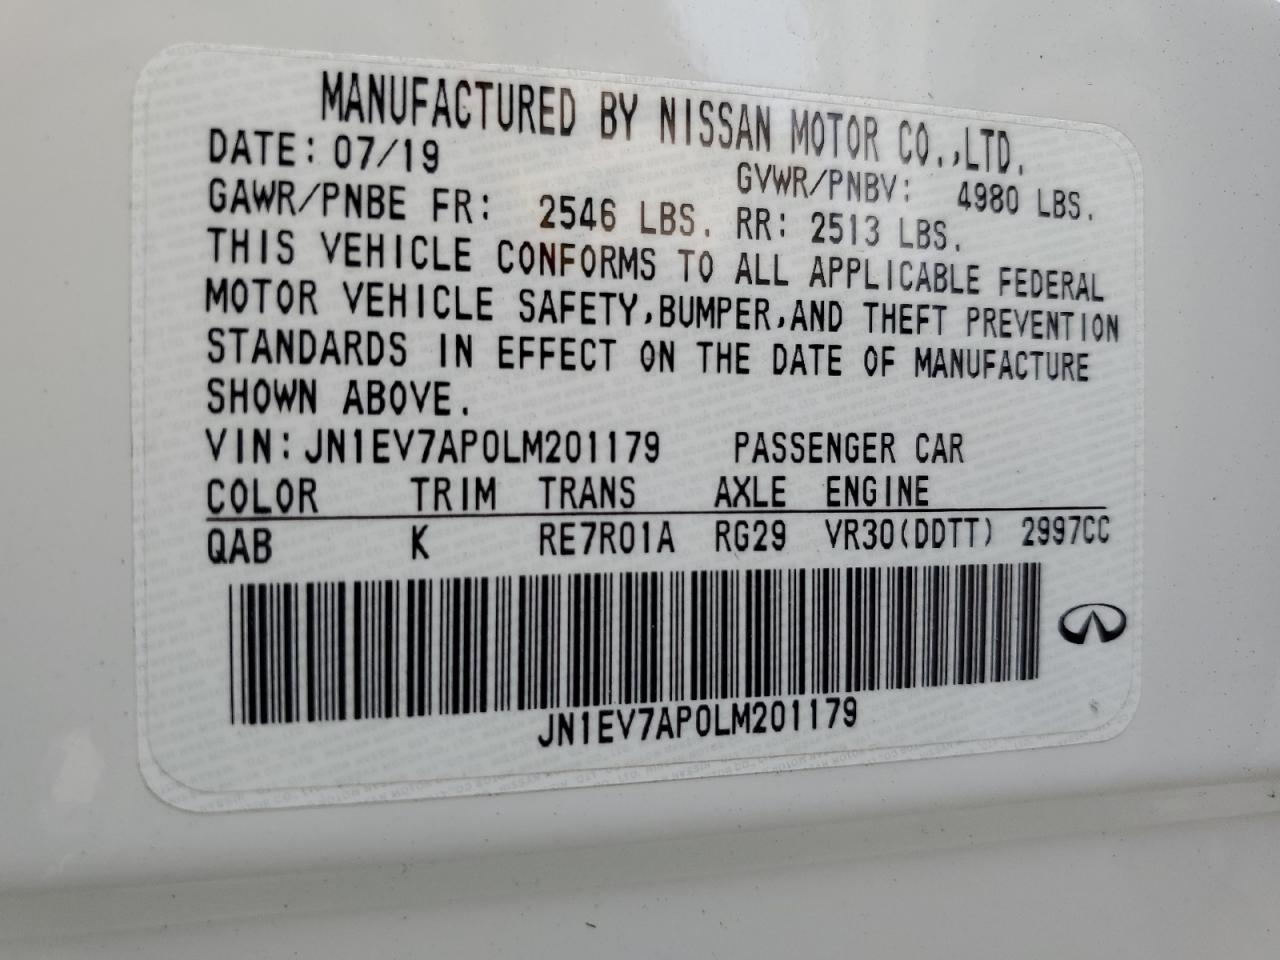 MANUFACTURED BY NISSAN MOTOR CO.,LTD.
DATE: 07/19 GVWR/PNBV: 4980 LBS.
GAWR/PNBE FR: 2546 LBS. RR: 2513 LBS.
THIS VEHICLE CONFORMS TO ALL APPLICABLE FEDERAL
MOTOR VEHICLE SAFETY,BUMPER,AND THEFT PREVENTION
STANDARDS IN EFFECT ON THE DATE OF MANUFACTURE
SHOWN ABOVE.
VIN:JN1EV7AP0LM201179 PASSENGER CAR
COLOR TRIM TRANS AXLE ENGINE
QAB K RE7R01A RG29 VR30(DDTT) 2997CC
JN1EV7AP0LM201179